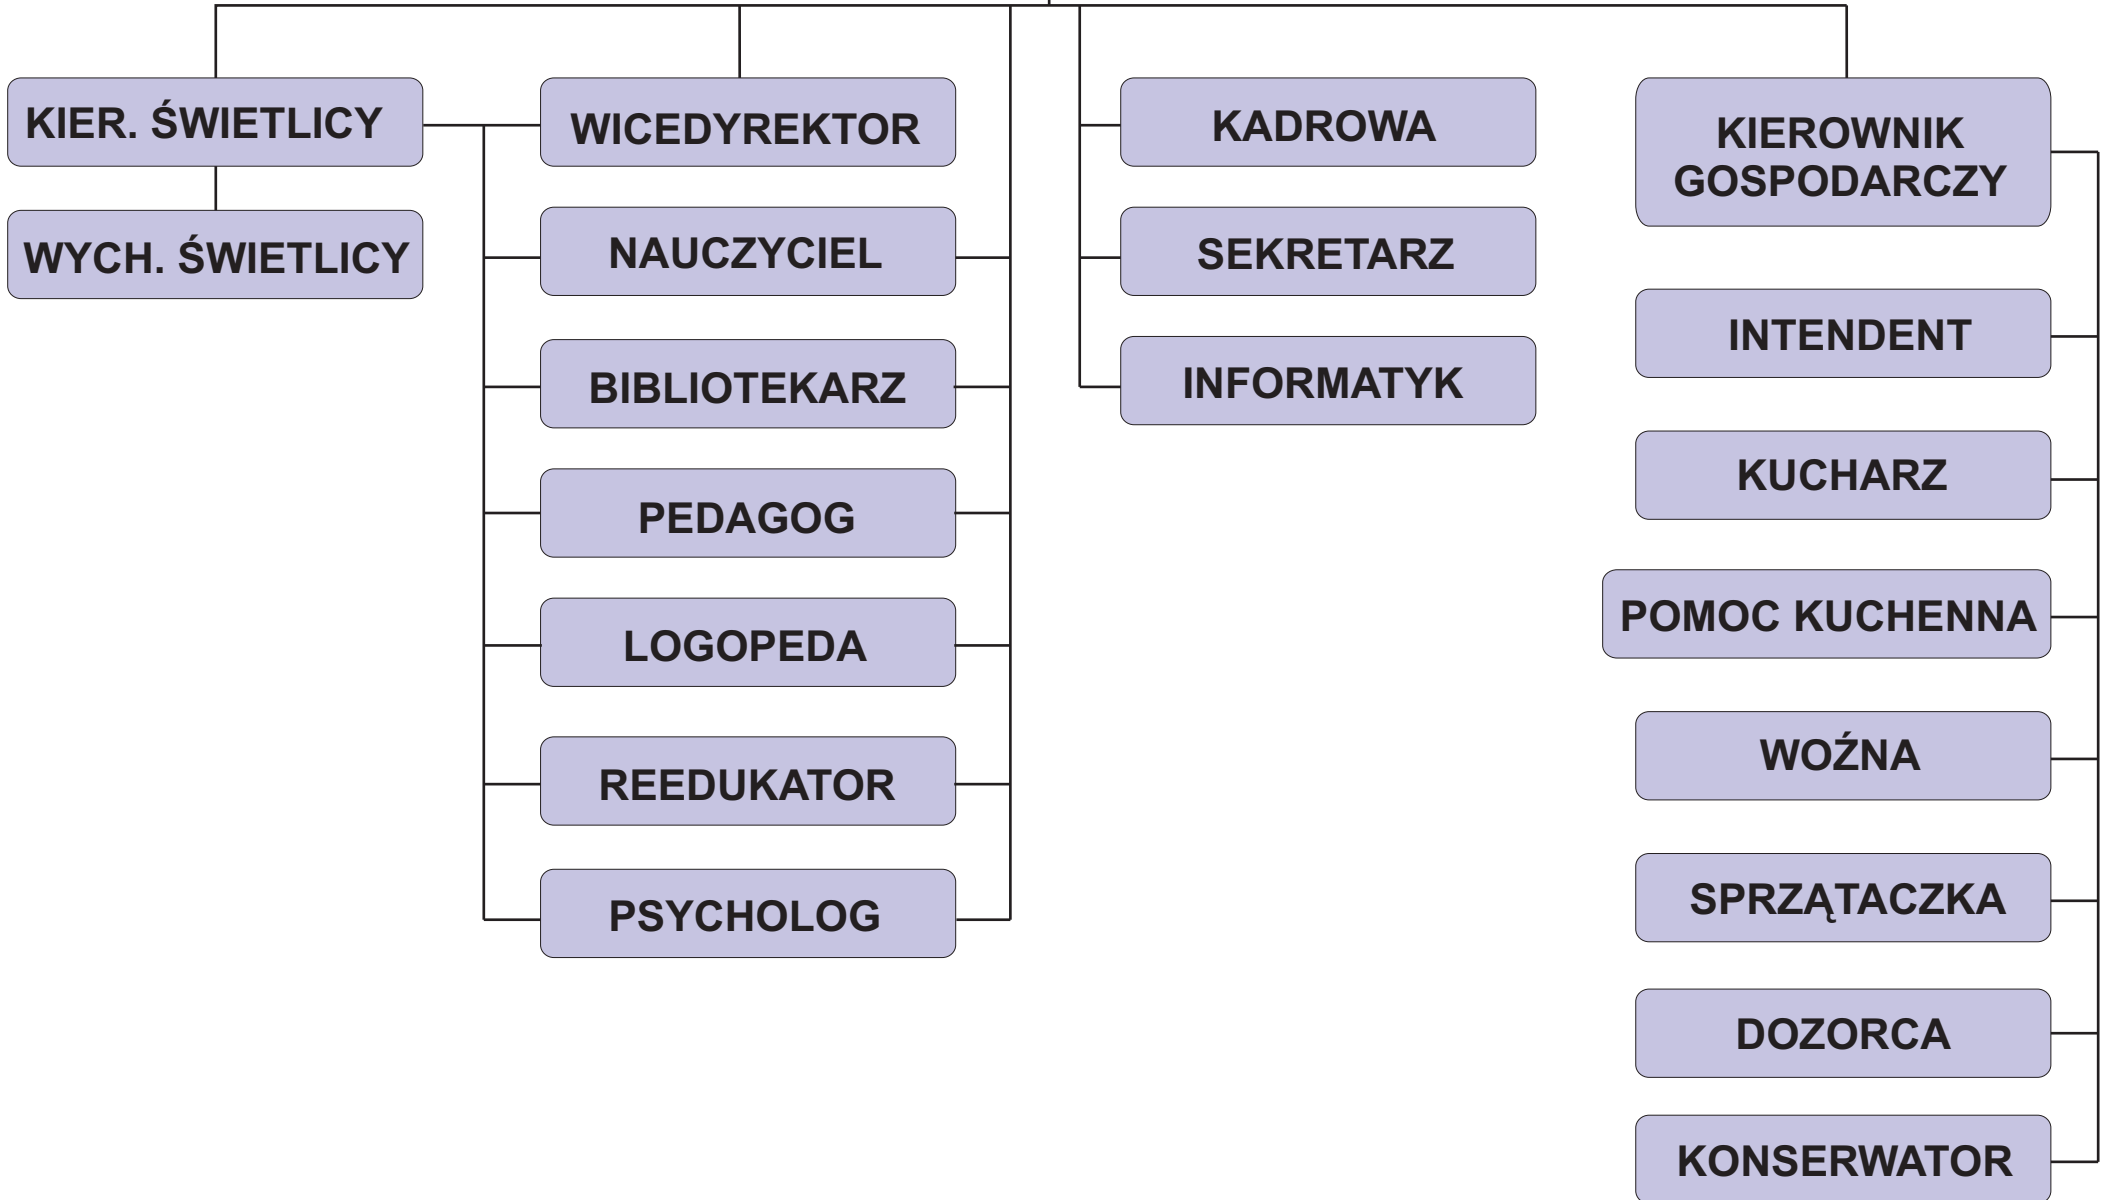 KIER. ŚWIETLICY
WYCH. ŚWIETLICY
WICEDYREKTOR
NAUCZYCIEL
BIBLIOTEKARZ
PEDAGOG
LOGOPEDA
REEDUKATOR
PSYCHOLOG
KADROWA
SEKRETARZ
INFORMATYK
KIEROWNIK
GOSPODARCZY
INTENDENT
KUCHARZ
POMOC KUCHENNA
WOŹNA
SPRZĄTACZKA
DOZORCA
KONSERWATOR